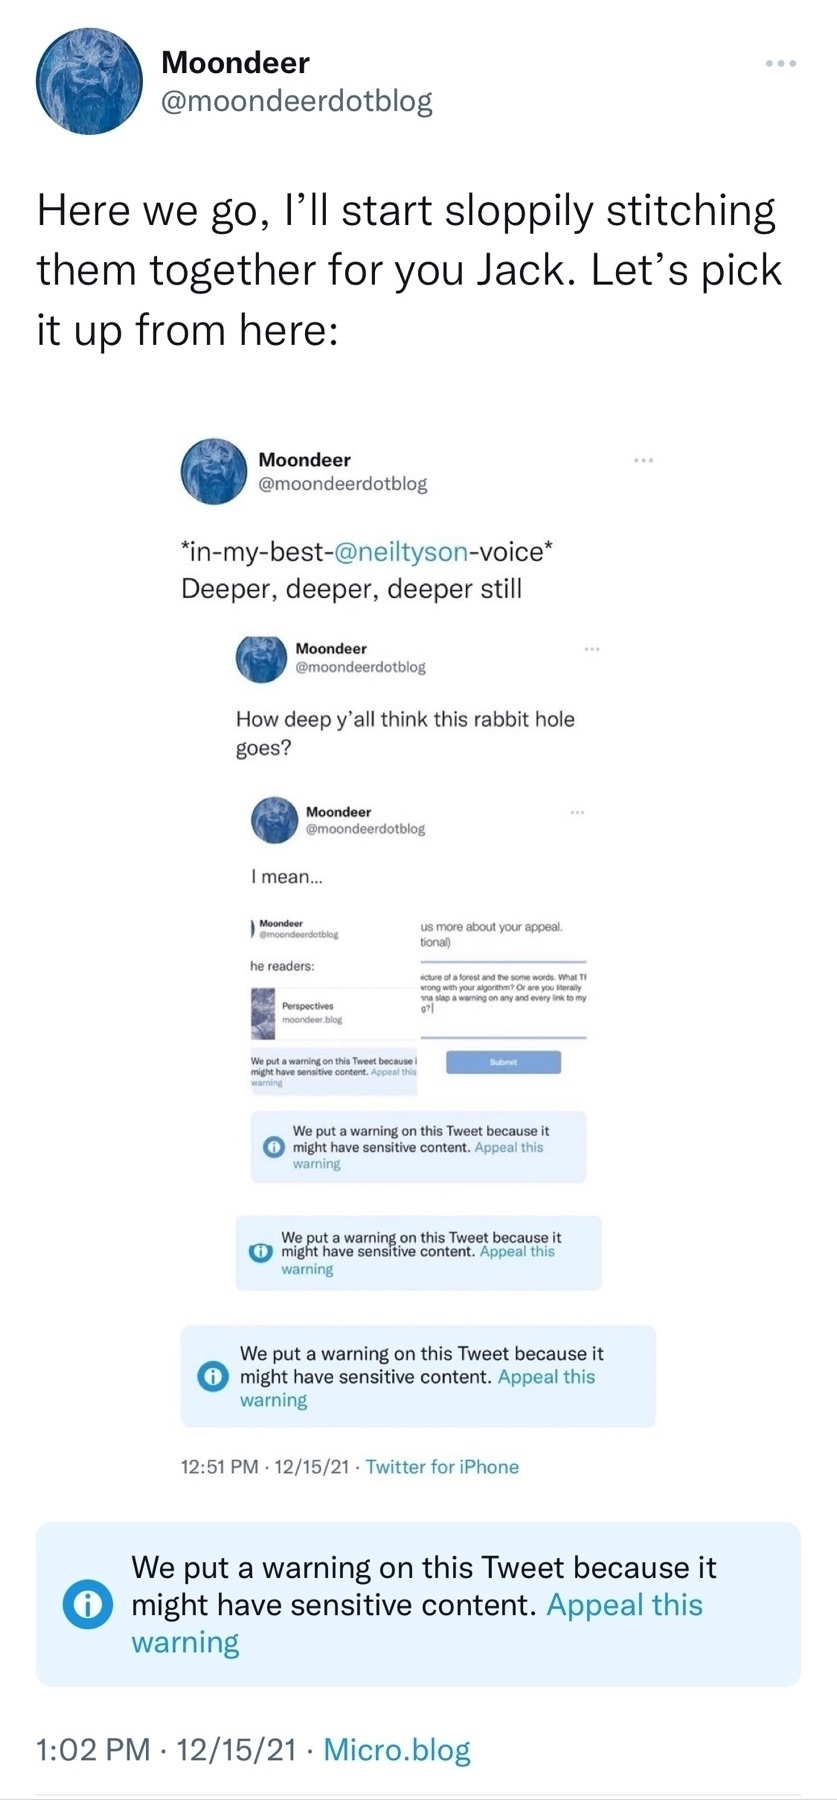 Moondeer
@moondeerdotblog
Here we go, I’ll start sloppily stitching
them together for you Jack. Let’s pick
it up from here:
Moondeer
@moondeerdotblog
*in-my-best-@neiltyson-voice*
Deeper, deeper, deeper still
Moondeer
@moondeerdotblog
How deep y’all think this rabbit hole
goes?
Moondeer
@moondeerdotblog
I mean...
Moondeer
@moondeerdotblog
he readers:
Perspectives
moondeer.blog
We put a warning on this Tweet because i
might have sensitive content. Appeal this
warning
us more about your appeal.
tional)
icture of a forest and the some words. What Tl
wrong with your algorithm? Or are you literally
nna slap a warning on any and every link to my
g?|
Submit
We put a warning on this Tweet because it
might have sensitive content. Appeal this
warning
We put a warning on this Tweet because it
might have sensitive content. Appeal this
warning
We put a warning on this Tweet because it
might have sensitive content. Appeal this
warning
12:51 PM · 12/15/21 · Twitter for iPhone
We put a warning on this Tweet because it
might have sensitive content. Appeal this
warning
1:02 PM · 12/15/21 · Micro.blog